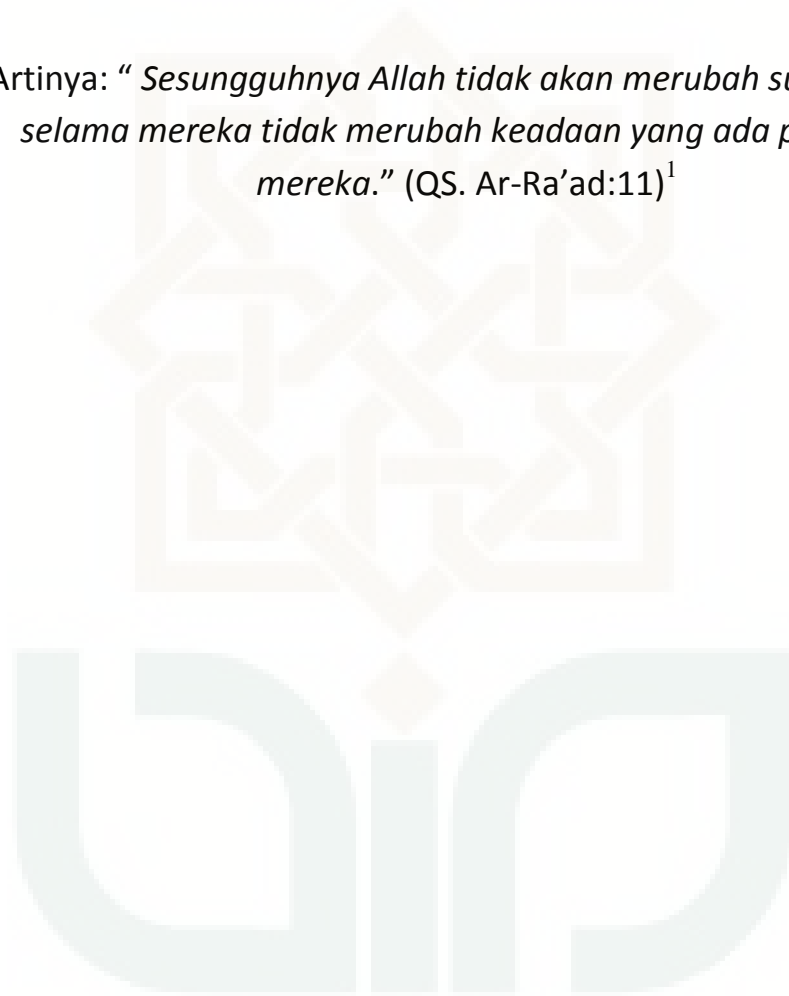 Artinya: “ Sesungguhnya Allah tidak akan merubah
selama mereka tidak merubah keadaan yang ada
mereka.” (QS. Ar-Ra’ad:11)¹